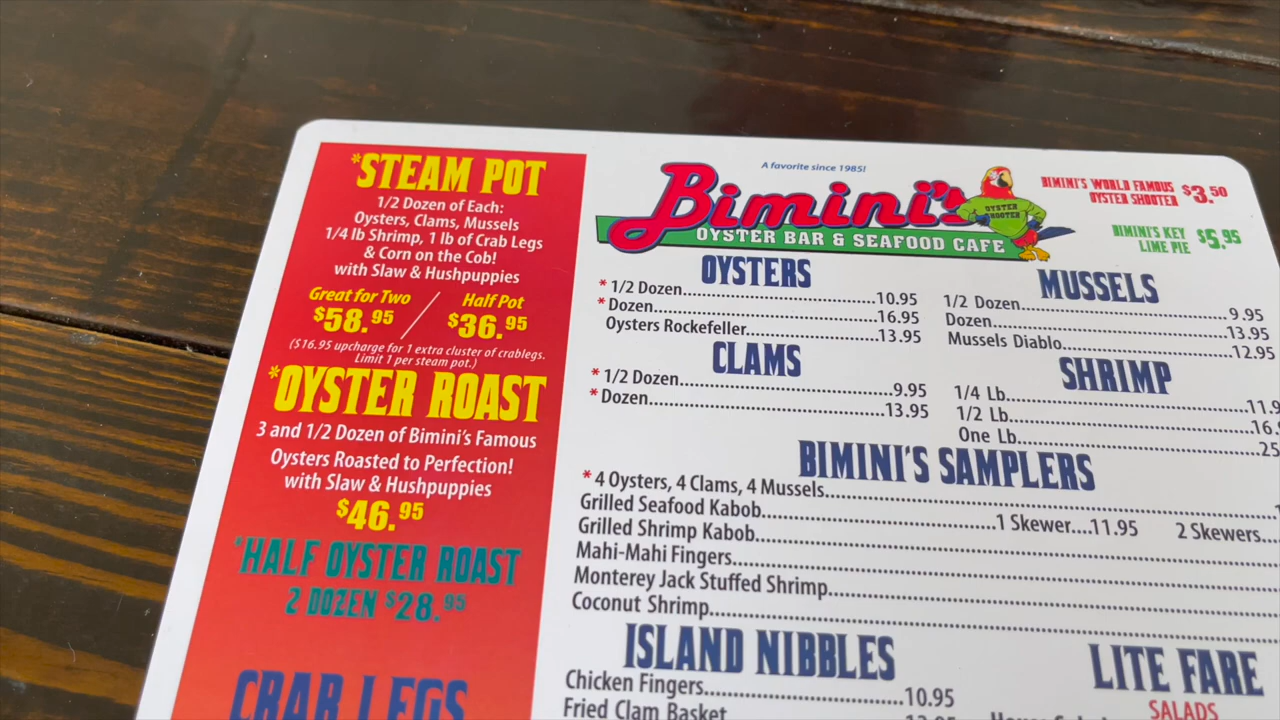 *STEAM POT
1/2 Dozen of Each:
Oysters, Clams, Mussels
1/4 lb Shrimp, 1 lb of Crab Legs
& Corn on the Cob!
with Slaw & Hushpuppies
Great for Two / Half Pot
$58.95 $36.95
($16.95 upcharge for 1 extra cluster of crablegs.
Limit 1 per steam pot.)
*OYSTER ROAST
3 and 1/2 Dozen of Bimini's Famous
Oysters Roasted to Perfection!
with Slaw & Hushpuppies
$46.95
*HALF OYSTER ROAST
2 DOZEN $28.95
CRAB LEGS
A favorite since 1985!
Bimini's
OYSTER BAR & SEAFOOD CAFE
OYSTER
SHOOTER
BIMINI'S WORLD FAMOUS
OYSTER SHOOTER $3.50
BIMINI'S KEY
LIME PIE $5.95
OYSTERS
* 1/2 Dozen...10.95
* Dozen...16.95
Oysters Rockefeller...13.95
CLAMS
* 1/2 Dozen...9.95
* Dozen...13.95
MUSSELS
1/2 Dozen...9.95
Dozen...13.95
Mussels Diablo...12.95
SHRIMP
1/4 Lb...11.9
1/2 Lb...16.
One Lb...25
BIMINI'S SAMPLERS
* 4 Oysters, 4 Clams, 4 Mussels...
Grilled Seafood Kabob...1 Skewer....11.95 2 Skewers...
Grilled Shrimp Kabob...
Mahi-Mahi Fingers...
Monterey Jack Stuffed Shrimp...
Coconut Shrimp...
ISLAND NIBBLES
Chicken Fingers...10.95
Fried Clam Basket
LITE FARE
SALADS